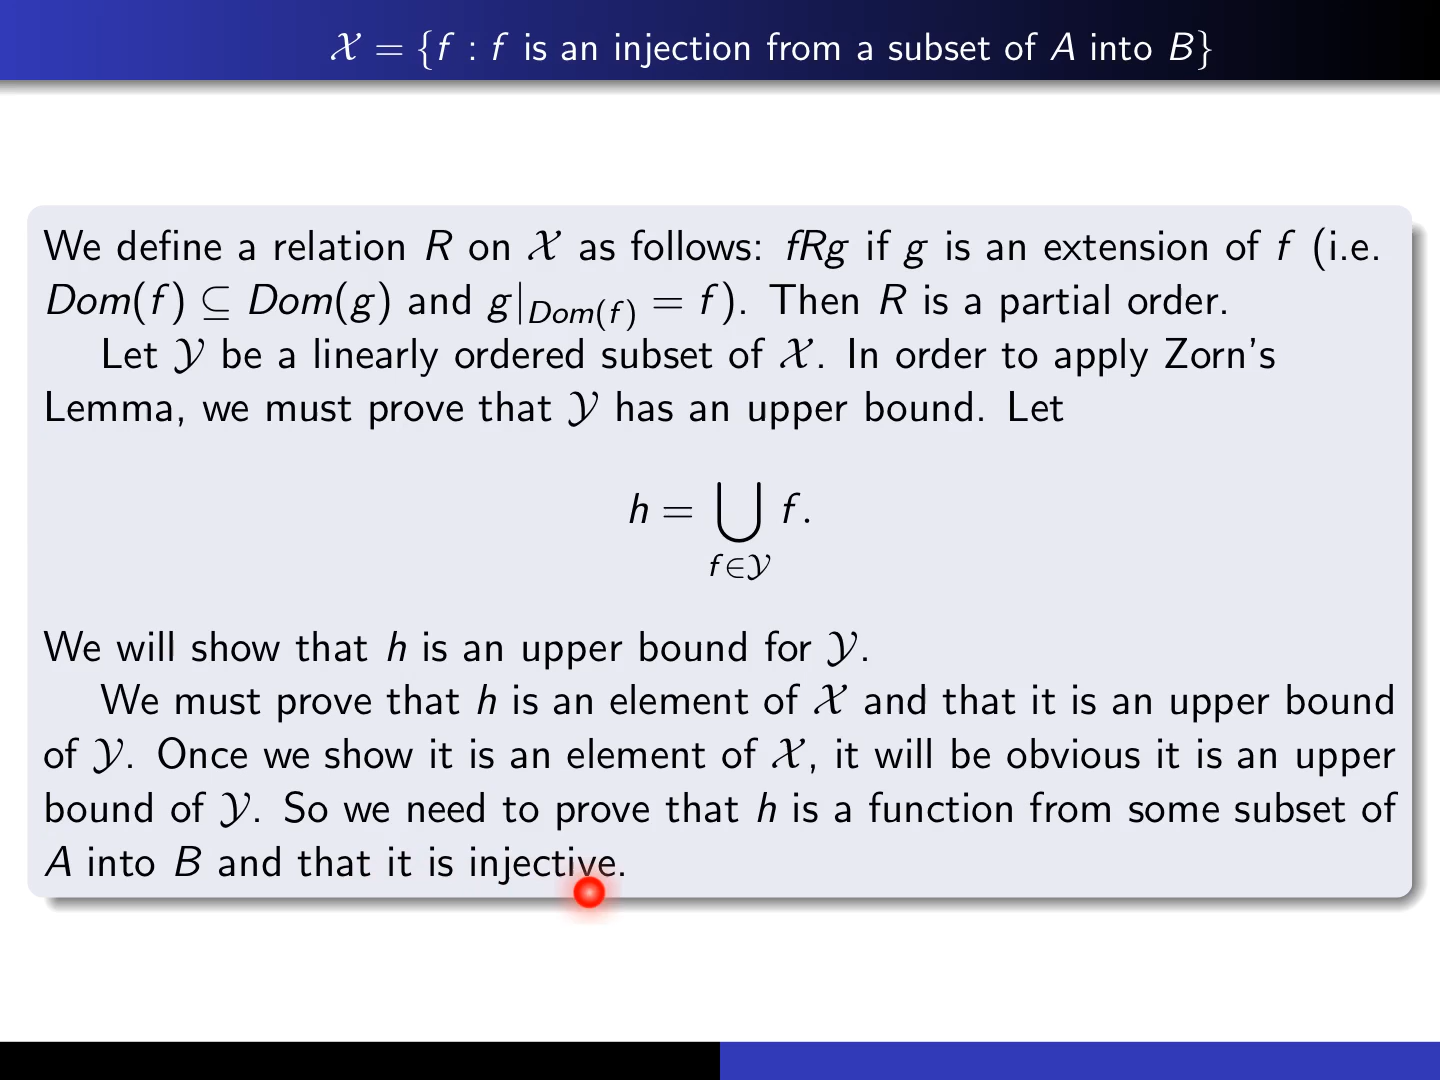 𝒳 = {f : f is an injection from a subset of A into B}
We define a relation R on 𝒳 as follows: fRg if g is an extension of f (i.e.
Dom(f) ⊆ Dom(g) and g|_{Dom(f)} = f). Then R is a partial order.
Let 𝒴 be a linearly ordered subset of 𝒳. In order to apply Zorn's
Lemma, we must prove that 𝒴 has an upper bound. Let
h = ⋃_{f∈𝒴} f.
We will show that h is an upper bound for 𝒴.
We must prove that h is an element of 𝒳 and that it is an upper bound
of 𝒴. Once we show it is an element of 𝒳, it will be obvious it is an upper
bound of 𝒴. So we need to prove that h is a function from some subset of
A into B and that it is injective.